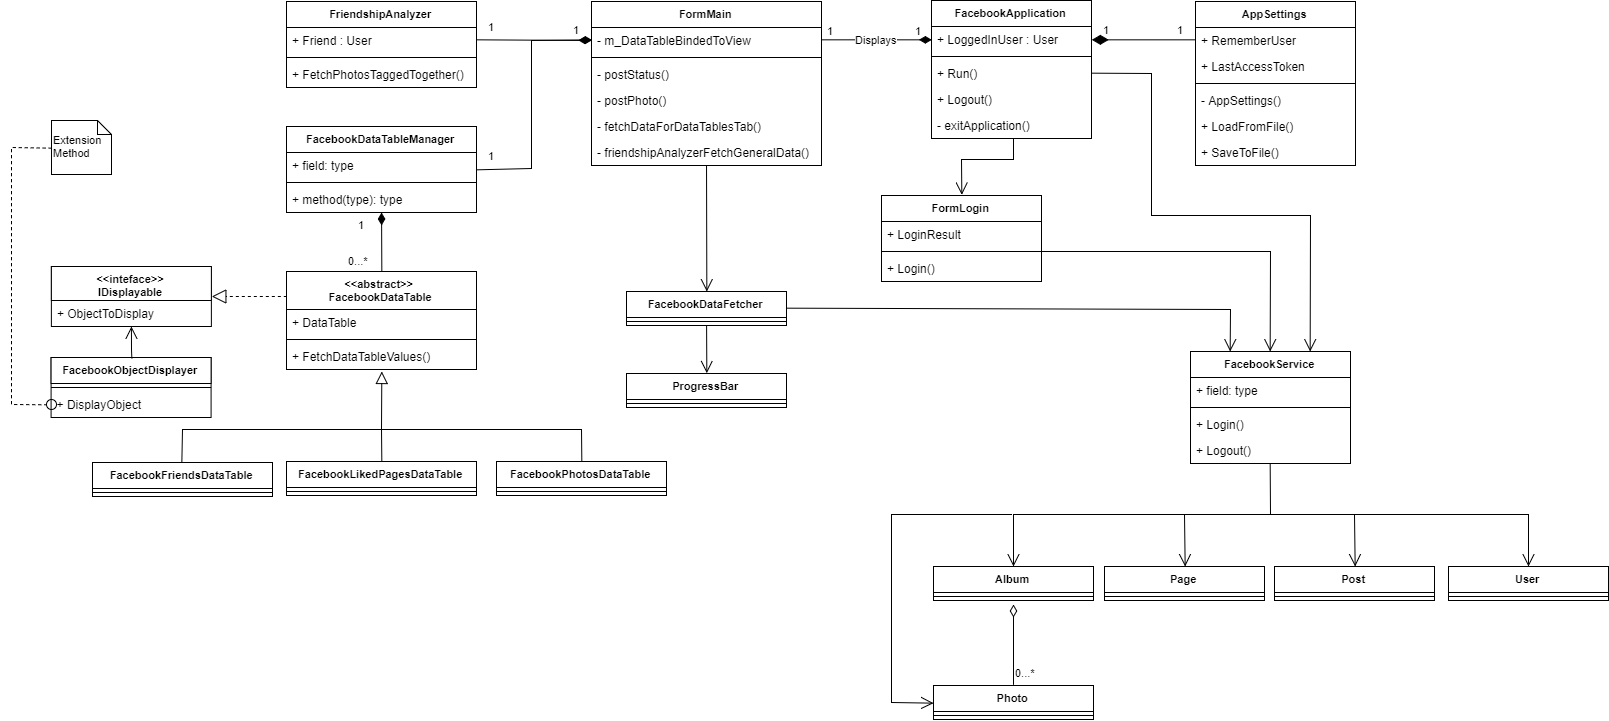 FriendshipAnalyzer
+ Friend : User
+ FetchPhotosTaggedTogether()
1
1
FormMain
- m_DataTableBindedToView
- postStatus()
- postPhoto()
- fetchDataForDataTablesTab()
- friendshipAnalyzerFetchGeneralData()
1
Displays
1
FacebookApplication
+ LoggedInUser : User
+ Run()
+ Logout()
- exitApplication()
1
1
AppSettings
+ RememberUser
+ LastAccessToken
- AppSettings()
+ LoadFromFile()
+ SaveToFile()
Extension
Method
FacebookDataTableManager
+ field: type
+ method(type): type
1
1
0...*
FormLogin
+ LoginResult
+ Login()
<<inteface>>
IDisplayable
+ ObjectToDisplay
<<abstract>>
FacebookDataTable
+ DataTable
+ FetchDataTableValues()
FacebookDataFetcher
FacebookObjectDisplayer
+ DisplayObject
ProgressBar
FacebookService
+ field: type
+ Login()
+ Logout()
FacebookFriendsDataTable
FacebookLikedPagesDataTable
FacebookPhotosDataTable
Album
Page
Post
User
0...*
Photo